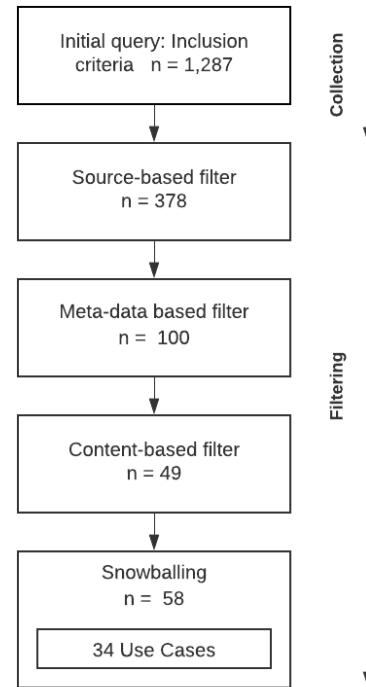 Initial query: Inclusion
criteria n = 1,287
Collection
Source-based filter
n = 378
Meta-data based filter
n = 100
Filtering
Content-based filter
n = 49
Snowballing
n = 58
34 Use Cases